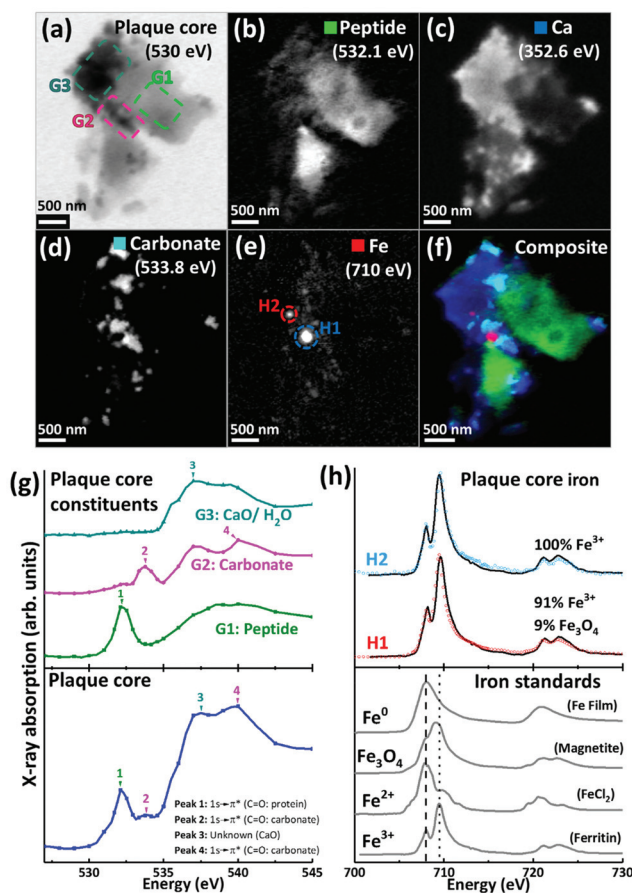 (a) Plaque core
(530 eV)
G1
G3
G2
500 nm
(b) Peptide
(532.1 eV)
500 nm
(c) Ca
(352.6 eV)
500 nm
(d) Carbonate
(533.8 eV)
500 nm
(e) Fe
(710 eV)
H2
H1
500 nm
(f) Composite
500 nm
(g) Plaque core
constituents
3
G3: CaO/ H2O
2
4
G2: Carbonate
1
G1: Peptide
Plaque core
3
4
1
2
Peak 1: 1s→π* (C=O: protein)
Peak 2: 1s→π* (C=O: carbonate)
Peak 3: Unknown (CaO)
Peak 4: 1s→π* (C=O: carbonate)
X-ray absorption (arb. units)
530 535 540 545
Energy (eV)
(h) Plaque core iron
H2
100% Fe3+
91% Fe3+
9% Fe3O4
H1
Iron standards
Fe0 (Fe Film)
Fe3O4 (Magnetite)
Fe2+ (FeCl2)
Fe3+ (Ferritin)
700 710 720 730
Energy (eV)